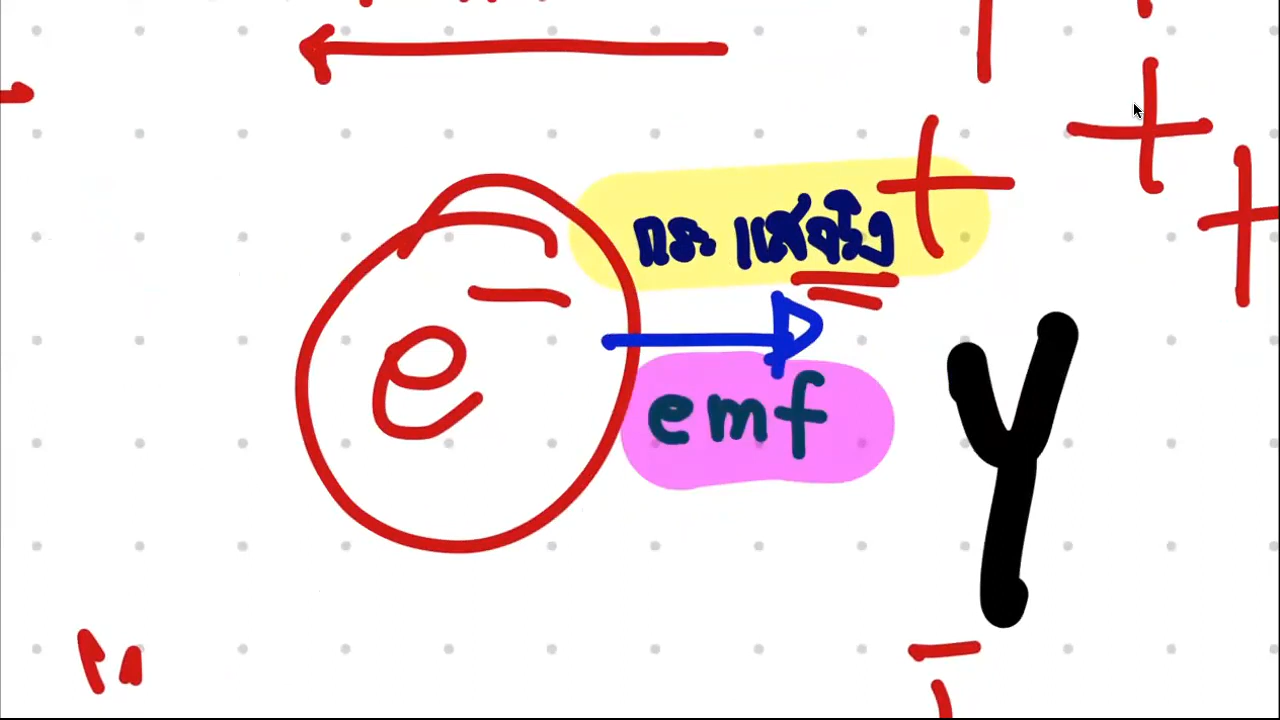 +
+
+
กระแสจริง
e-
emf
y